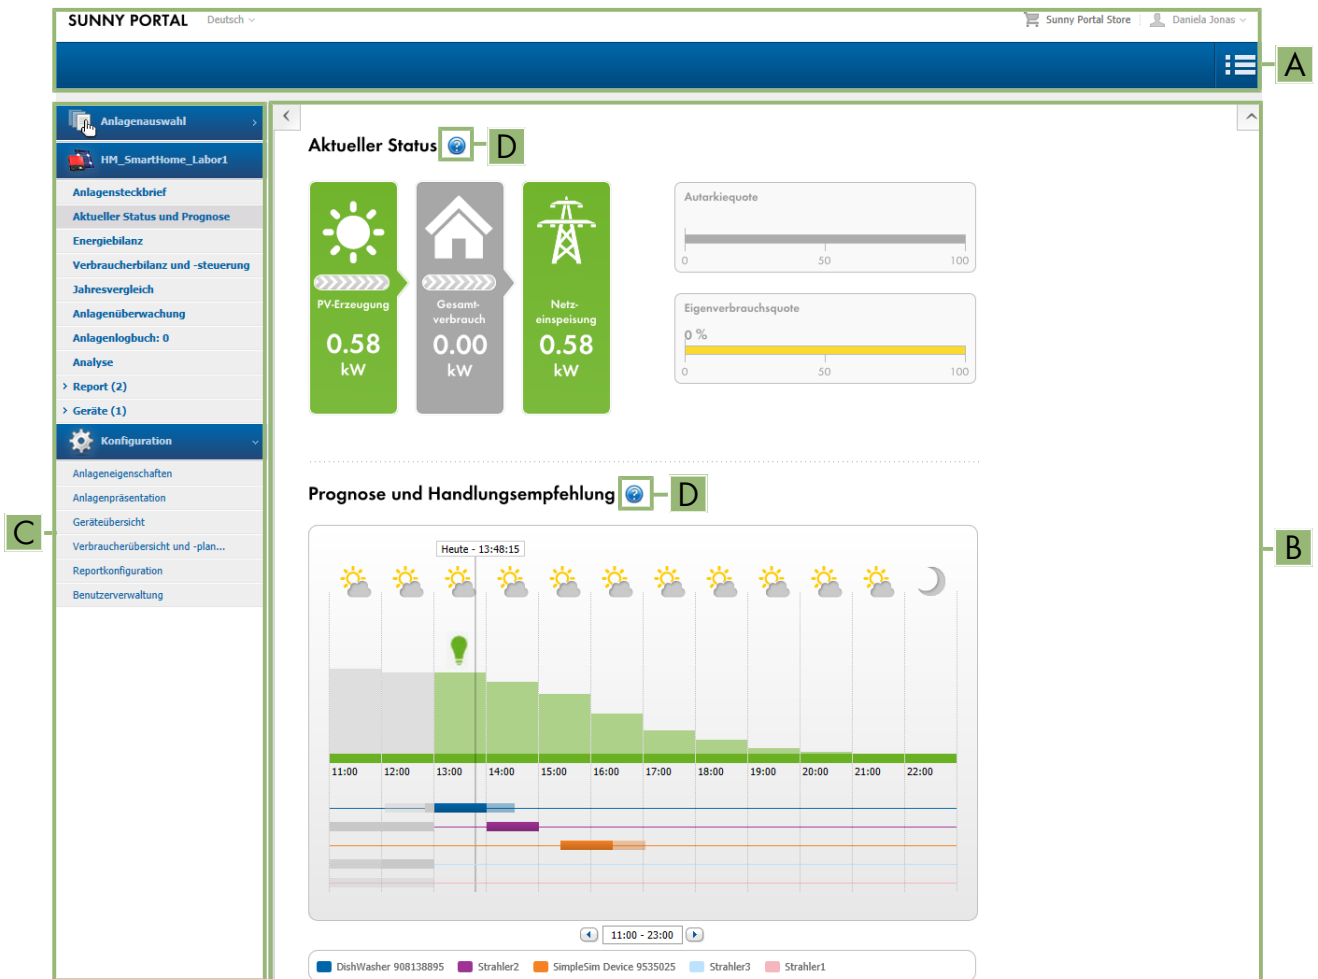 SUNNY PORTAL Deutsch Sunny Portal Store Daniela Jonas
A
Anlagenauswahl
HM_SmartHome_Labor1
Anlagensteckbrief
Aktueller Status und Prognose
Energiebilanz
Verbraucherbilanz und -steuerung
Jahresvergleich
Anlagenüberwachung
Anlagenlogbuch: 0
Analyse
Report (2)
Geräte (1)
Konfiguration
Anlageneigenschaften
Anlagenpräsentation
Geräteübersicht
Verbraucherübersicht und -plan...
Reportkonfiguration
Benutzerverwaltung
C
Aktueller Status D
PV-Erzeugung
0.58
kW
Gesamt-
verbrauch
0.00
kW
Netz-
einspeisung
0.58
kW
Autarkiequote
0 50 100
Eigenverbrauchsquote
0 %
0 50 100
Prognose und Handlungsempfehlung D
B
Heute - 13:48:15
11:00 12:00 13:00 14:00 15:00 16:00 17:00 18:00 19:00 20:00 21:00 22:00
11:00 - 23:00
DishWasher 908138895 Strahler2 SimpleSim Device 9535025 Strahler3 Strahler1